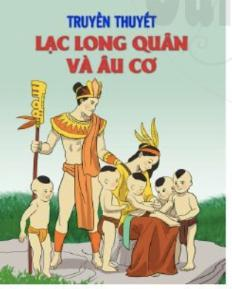 TRUYỀN THUYẾT
LẠC LONG QUÂN
VÀ ÂU CƠ